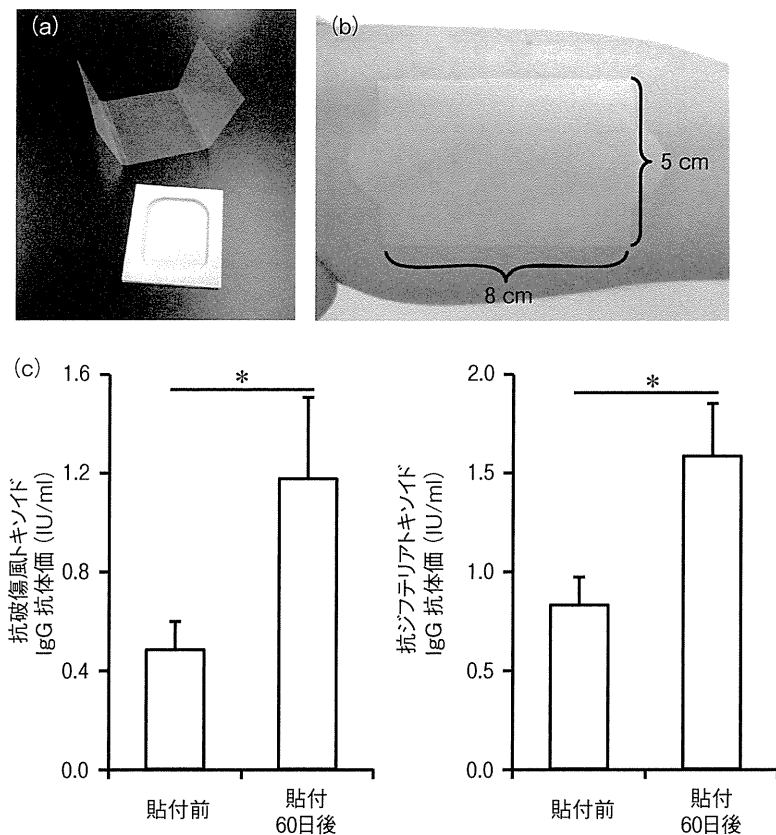 (a)
(b)
5 cm
8 cm
(c)
抗破傷風トキソイド
IgG 抗体価 (IU/ml)
1.6
1.2
0.8
0.4
0.0
*
貼付前
貼付
60日後
抗ジフテリアトキソイド
IgG 抗体価 (IU/ml)
2.0
1.5
1.0
0.5
0.0
*
貼付前
貼付
60日後